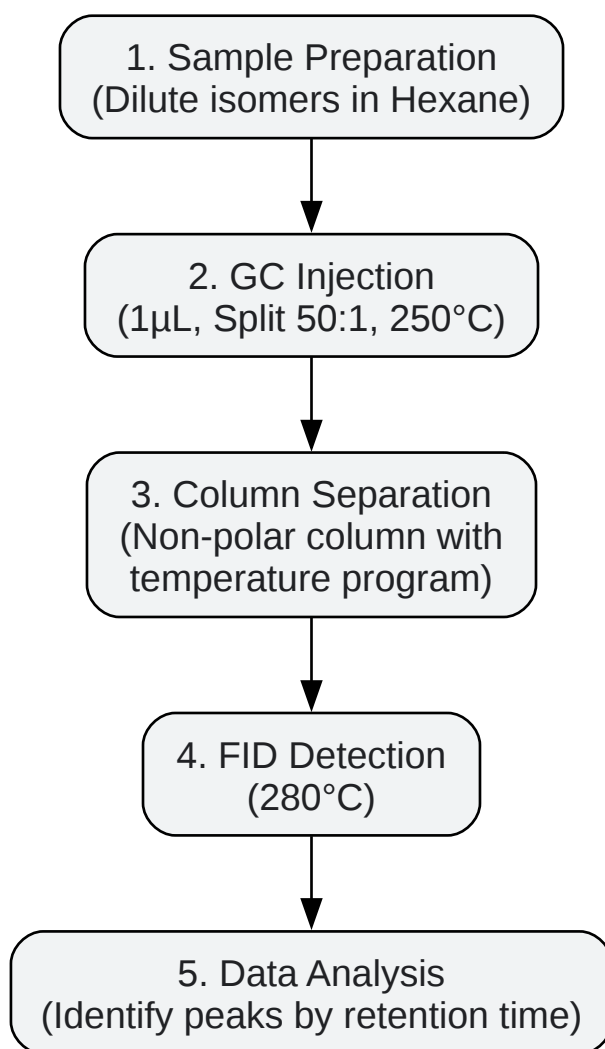 1. Sample Preparation
(Dilute isomers in Hexane)
2. GC Injection
(1µL, Split 50:1, 250°C)
3. Column Separation
(Non-polar column with
temperature program)
4. FID Detection
(280°C)
5. Data Analysis
(Identify peaks by retention time)